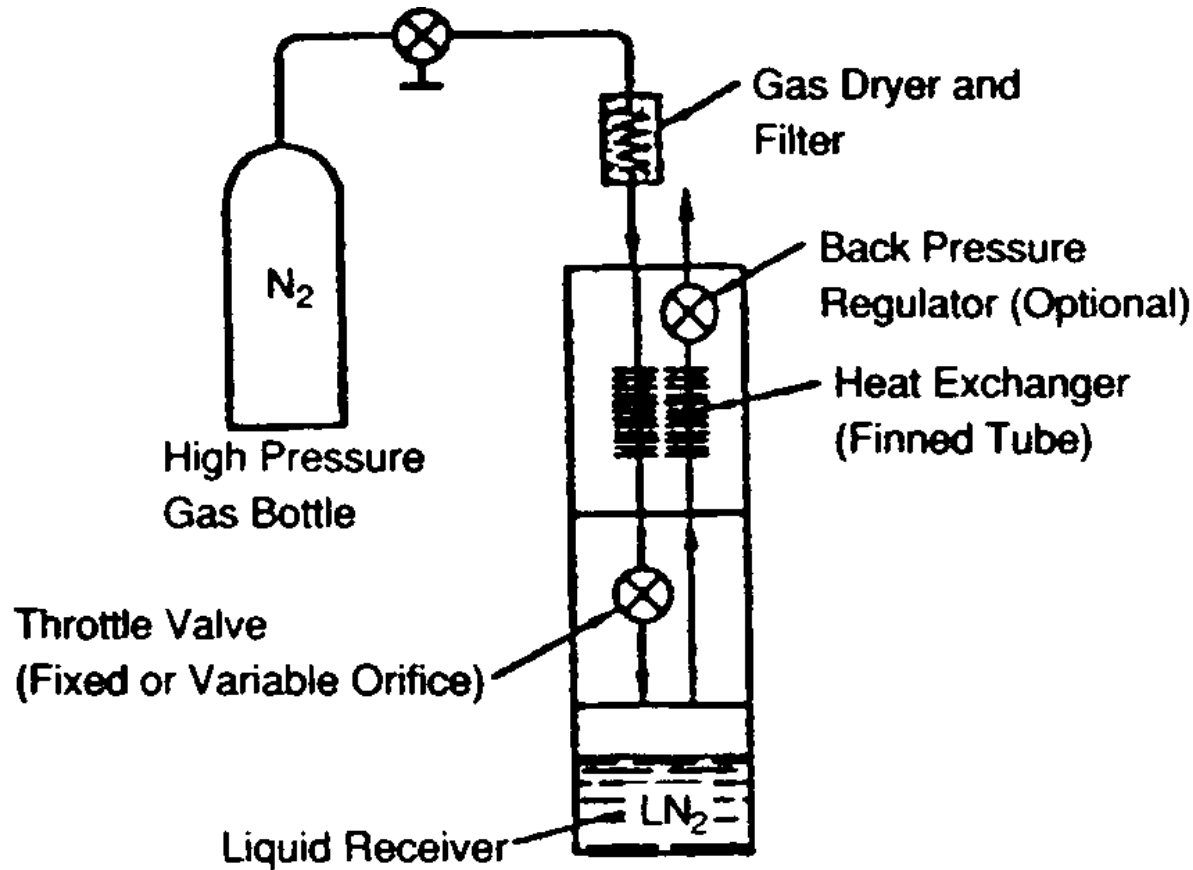 Gas Dryer and
Filter
Back Pressure
Regulator (Optional)
N₂
Heat Exchanger
(Finned Tube)
High Pressure
Gas Bottle
Throttle Valve
(Fixed or Variable Orifice)
LN₂
Liquid Receiver